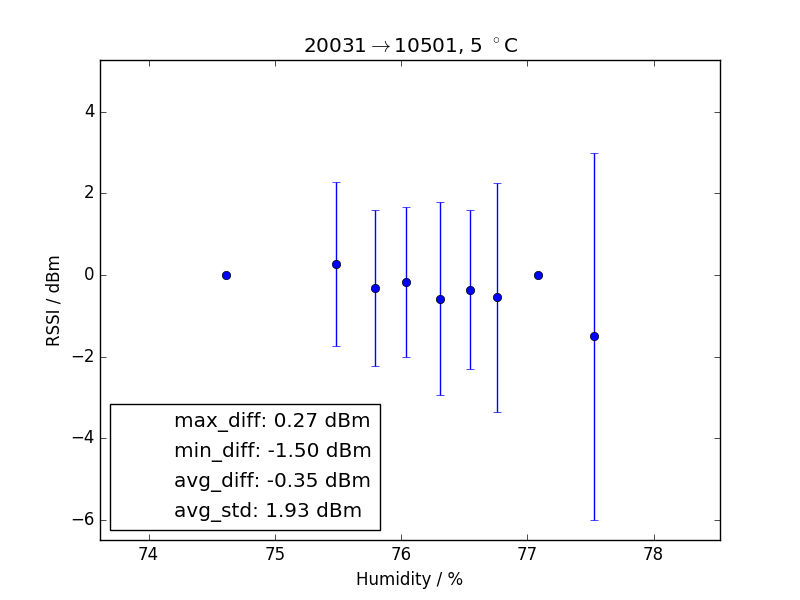 20031→10501, 5 °C
RSSI / dBm
4
2
0
−2
−4
−6
max_diff: 0.27 dBm
min_diff: -1.50 dBm
avg_diff: -0.35 dBm
avg_std: 1.93 dBm
74 75 76 77 78
Humidity / %